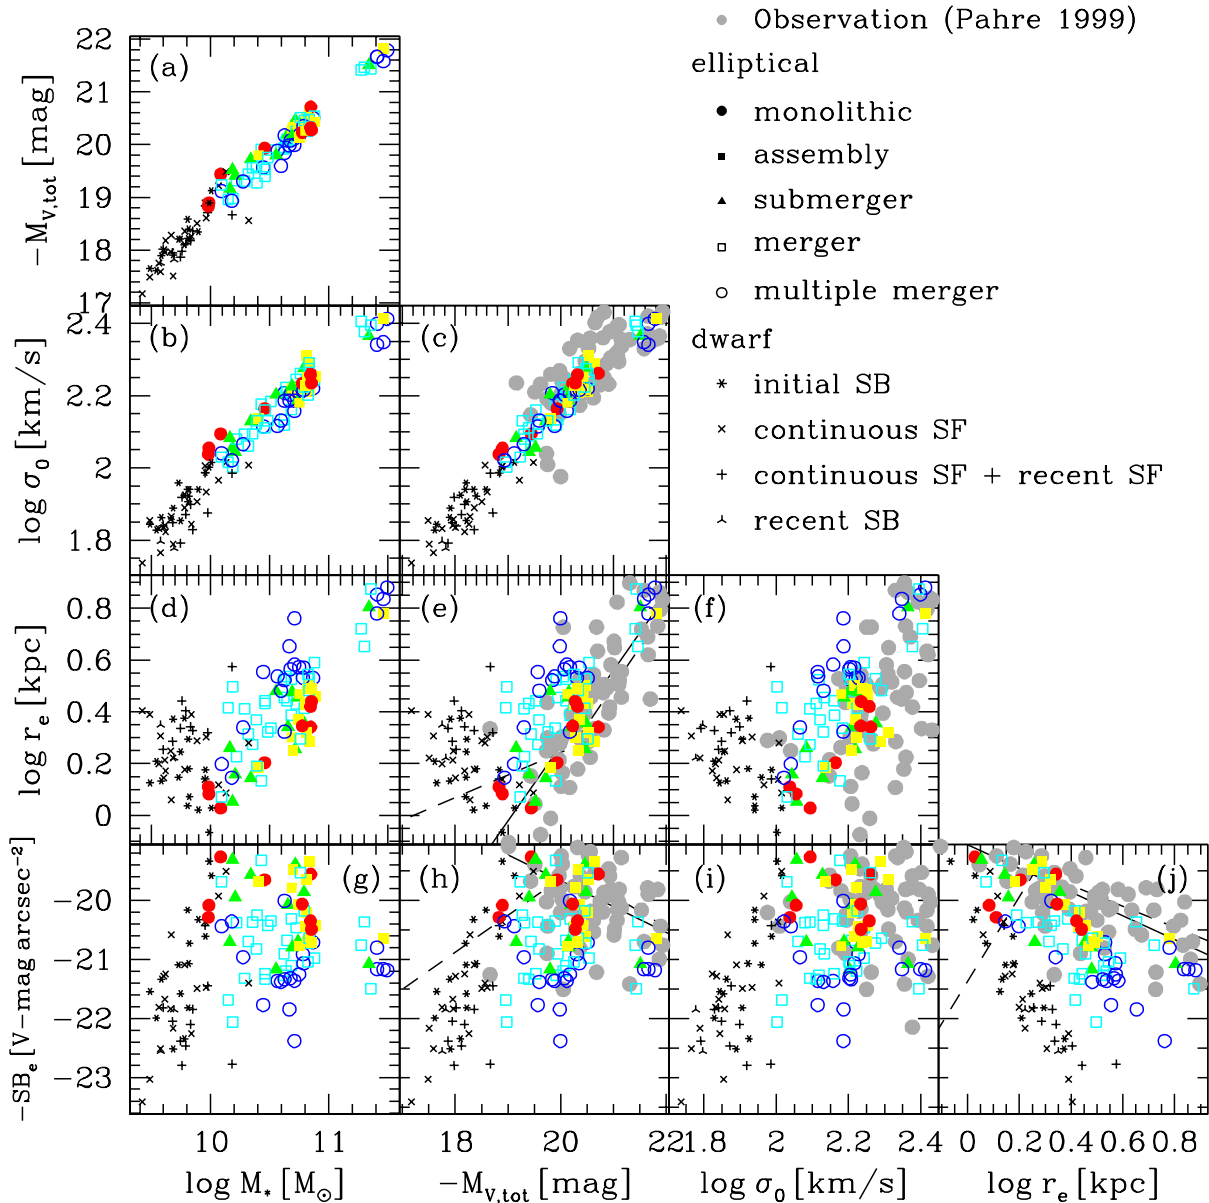 Observation (Pahre 1999)
elliptical
monolithic
assembly
submerger
merger
multiple merger
dwarf
initial SB
continuous SF
continuous SF + recent SF
recent SB
(a)
22
21
20
19
18
17
−M_V,tot [mag]
(b)
(c)
2.4
2.2
2
1.8
log σ_0 [km/s]
(d)
(e)
(f)
0.8
0.6
0.4
0.2
0
log r_e [kpc]
(g)
(h)
(i)
(j)
−20
−21
−22
−23
−SB_e [V−mag arcsec^−2]
10 11
18 20 22
1.8 2 2.2 2.4
0 0.2 0.4 0.6 0.8
log M_* [M_⊙]
−M_V,tot [mag]
log σ_0 [km/s]
log r_e [kpc]